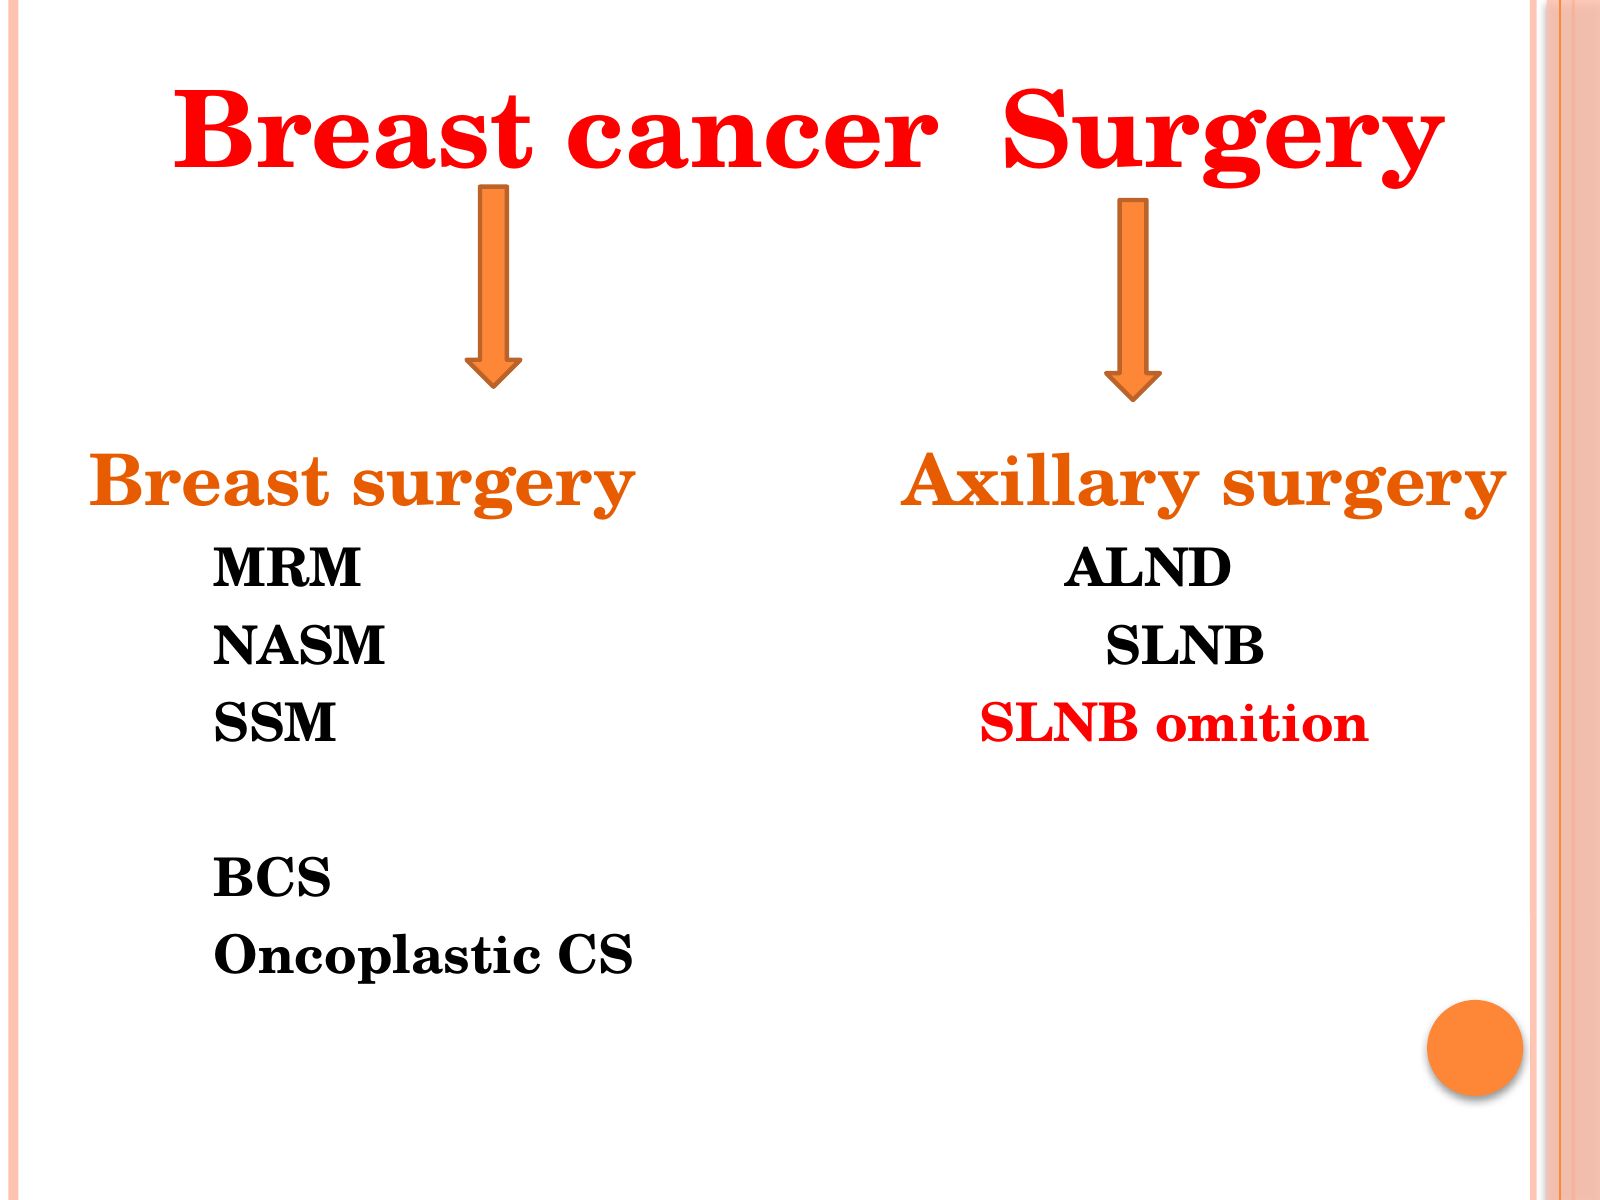 Breast cancer  Surgery
Breast surgery
MRM
NASM
SSM
BCS
Oncoplastic CS
Axillary surgery
ALND
SLNB
SLNB omition